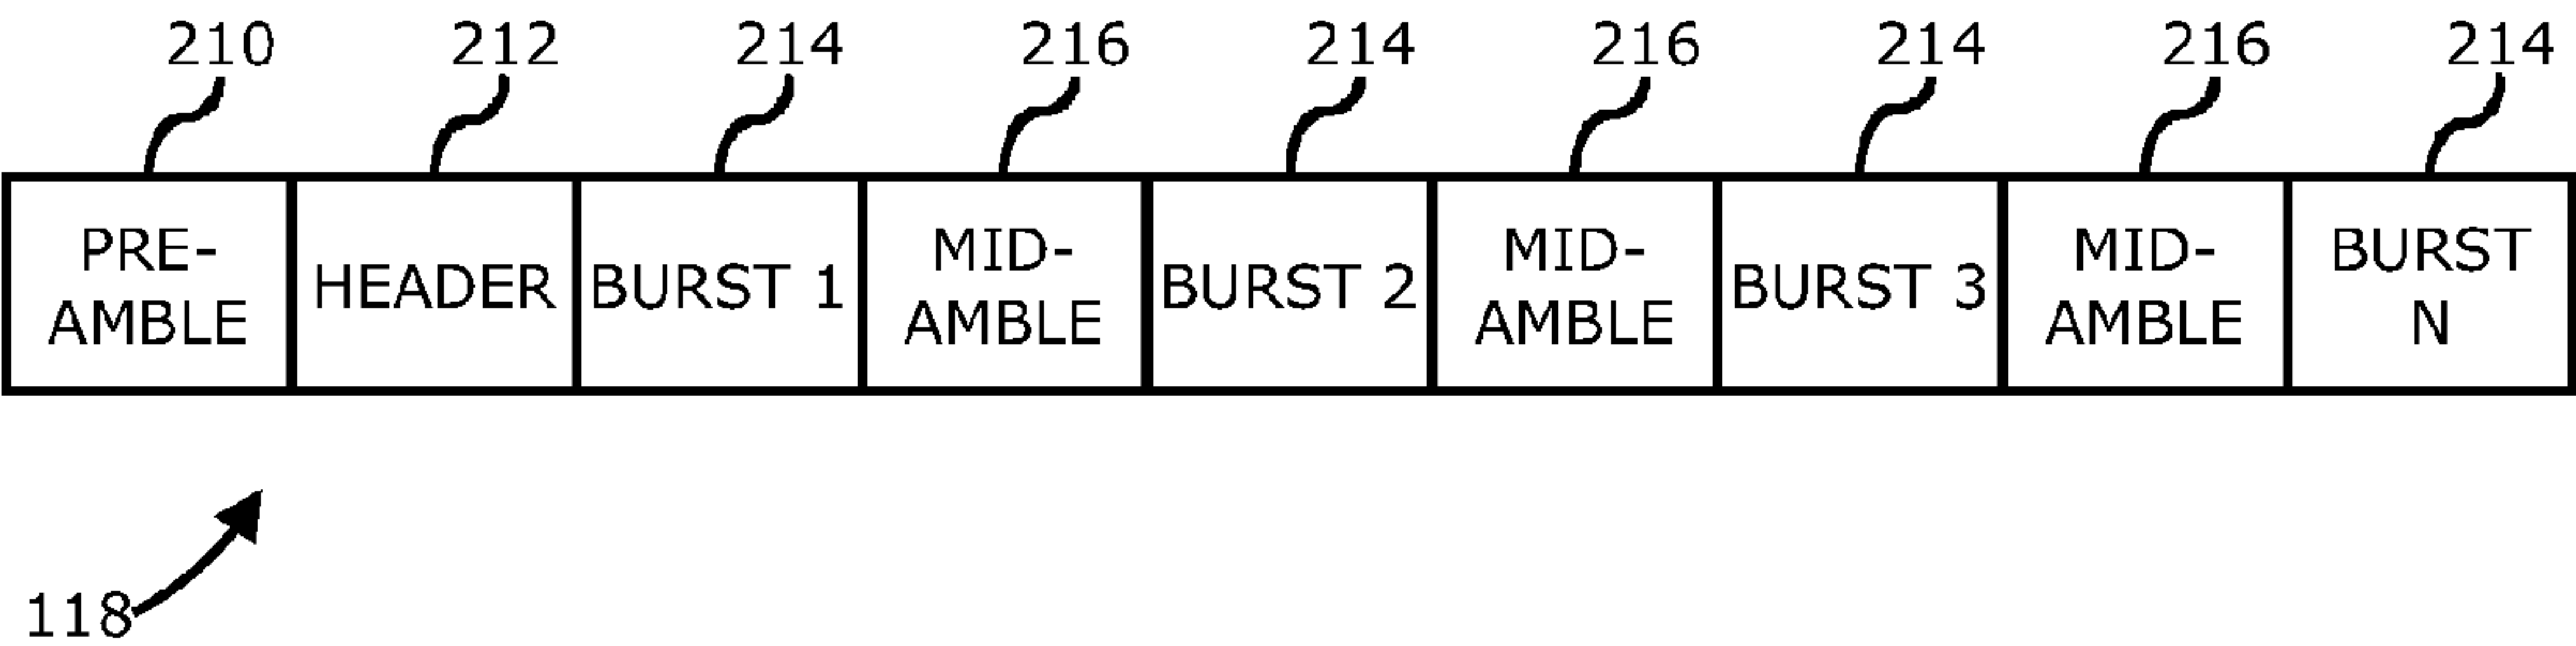 210 212 214 216 214 216 214 216 214
PRE-
AMBLE
HEADER
BURST 1
MID-
AMBLE
BURST 2
MID-
AMBLE
BURST 3
MID-
AMBLE
BURST
N
118